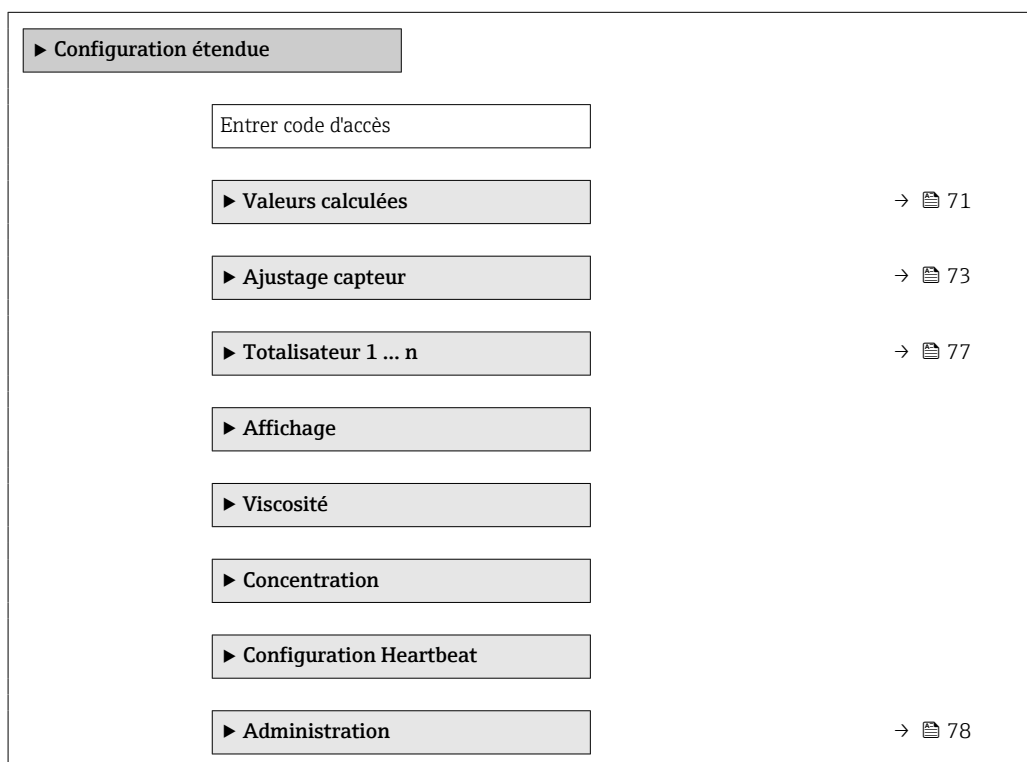 ▶ Configuration étendue
Entrer code d'accès
▶ Valeurs calculées → 71
▶ Ajustage capteur → 73
▶ Totalisateur 1 ... n → 77
▶ Affichage
▶ Viscosité
▶ Concentration
▶ Configuration Heartbeat
▶ Administration → 78